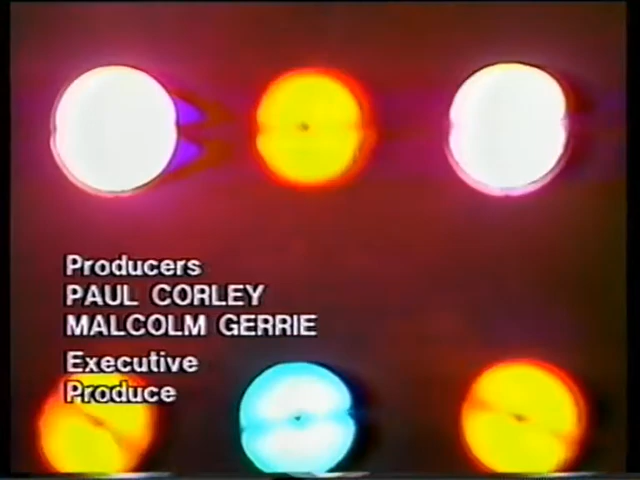 Producers
PAUL CORLEY
MALCOLM GERRIE
Executive
Produce